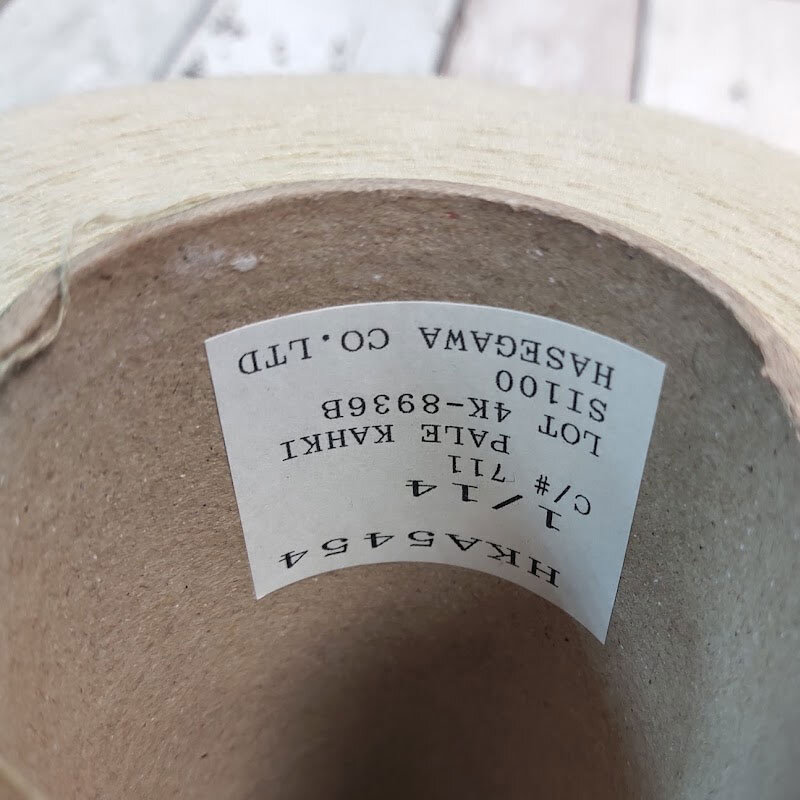 HKA5454
1/14
C/# 711
PALE KAHKI
LOT 4K-8936B
SI100
HASEGAWA CO.LTD